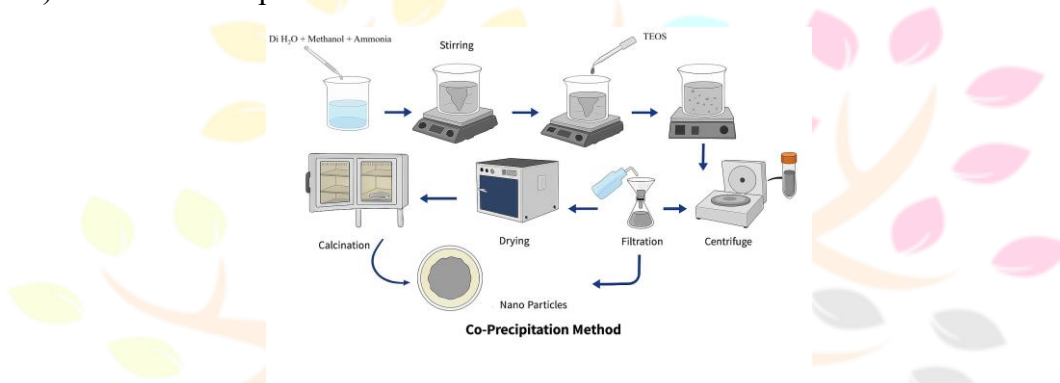 Di H₂O + Methanol + Ammonia
Stirring
TEOS
Calcination
Drying
Filtration
Centrifuge
Nano Particles
Co-Precipitation Method